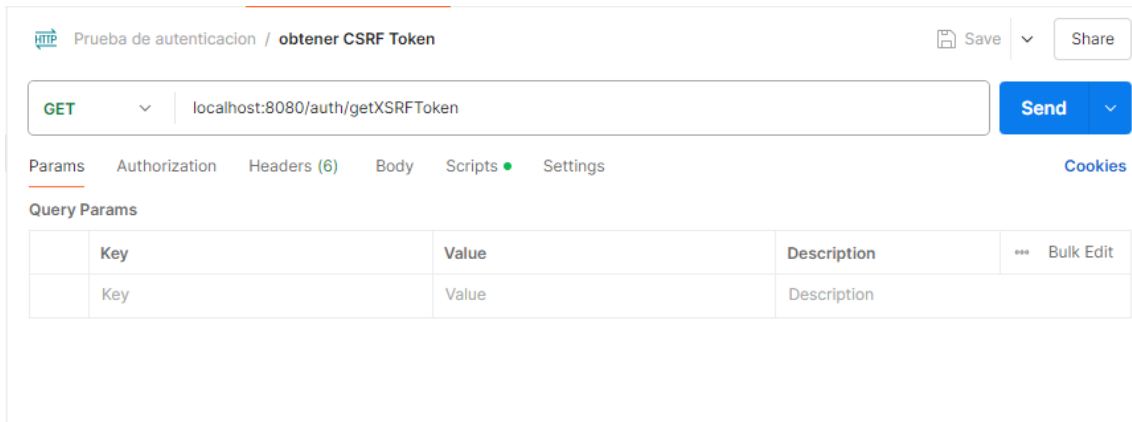 HTTP Prueba de autenticacion / obtener CSRF Token Save Share
GET localhost:8080/auth/getXSRFToken Send
Params Authorization Headers (6) Body Scripts Settings Cookies
Query Params
Key Value Description Bulk Edit
Key Value Description